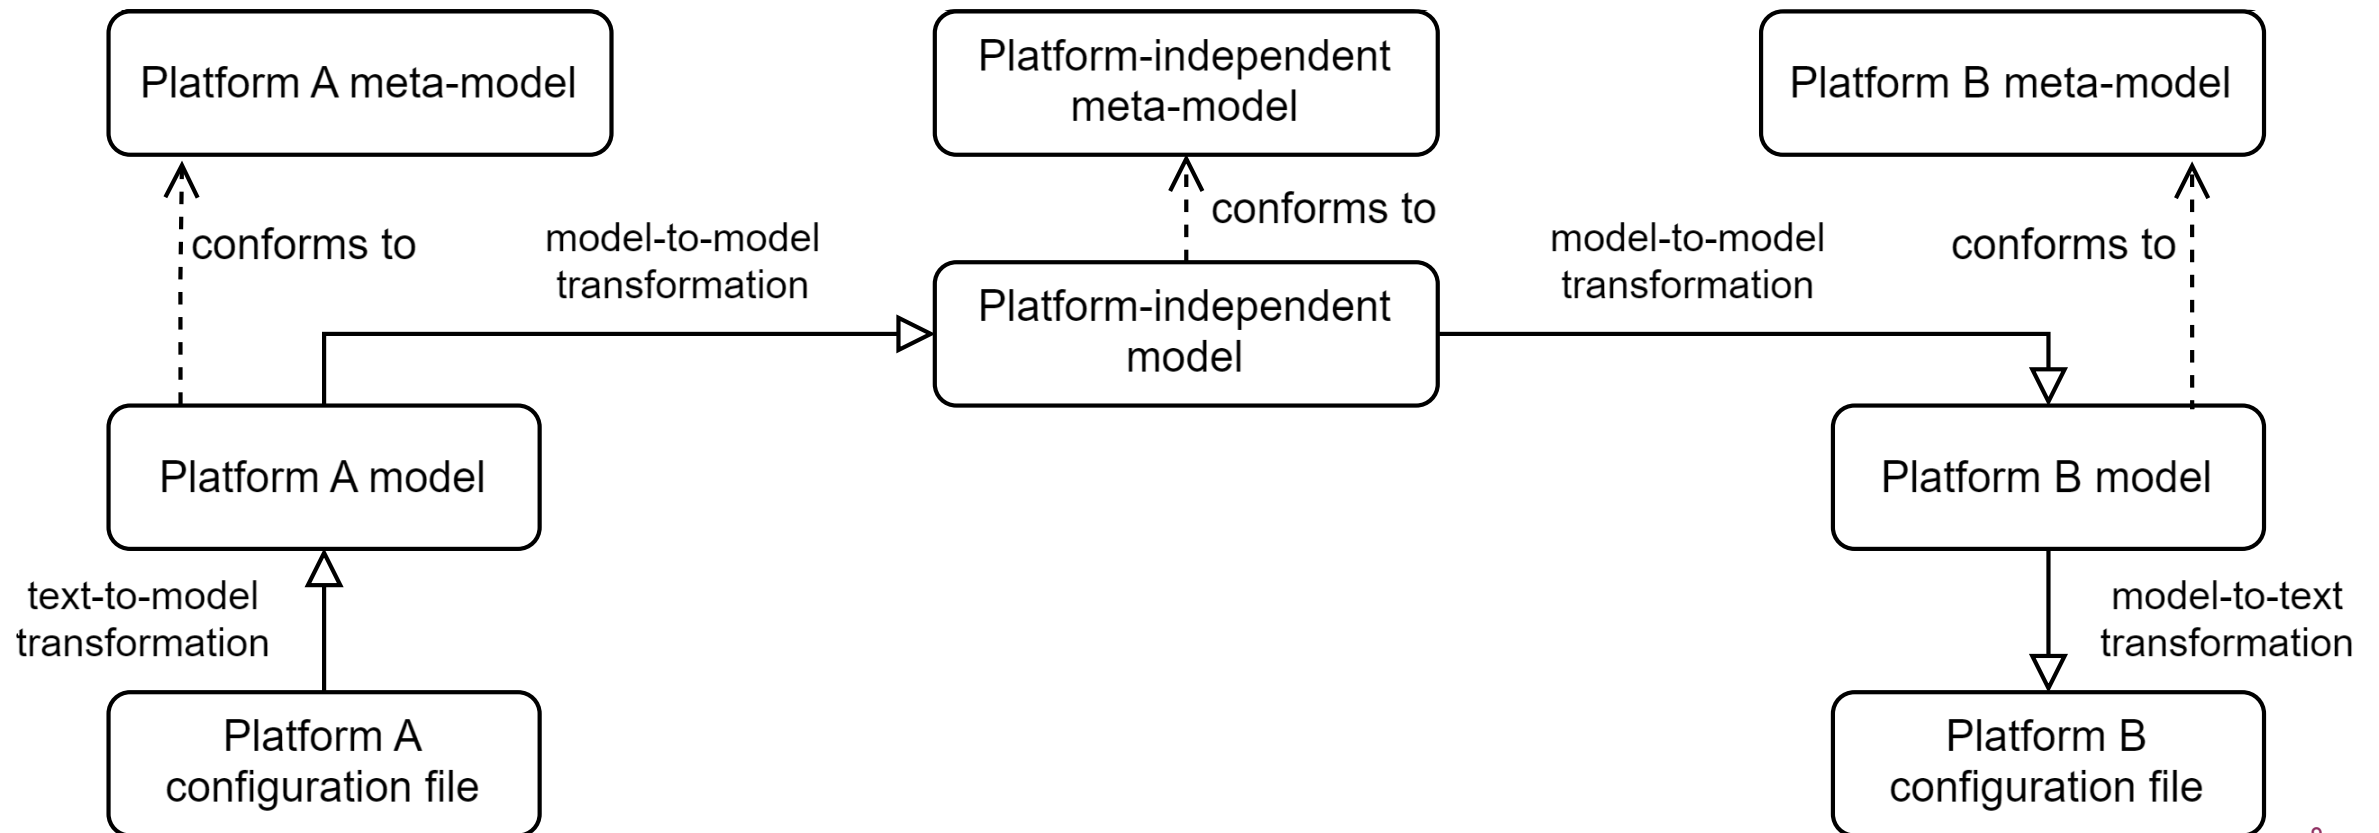 Platform A meta-model
Platform-independent
meta-model
Platform B meta-model
conforms to
model-to-model
transformation
conforms to
model-to-model
transformation
conforms to
Platform-independent
model
Platform A model
Platform B model
text-to-model
transformation
model-to-text
transformation
Platform A
configuration file
Platform B
configuration file